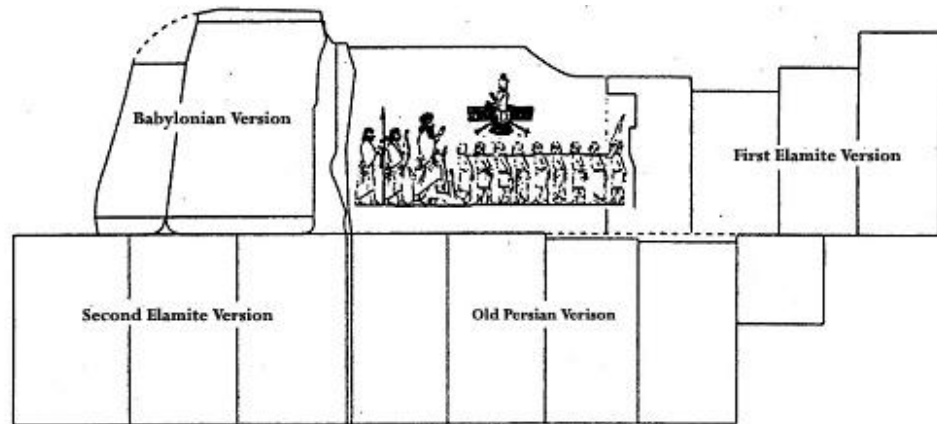 Babylonian Version
First Elamite Version
Second Elamite Version
Old Persian Verison